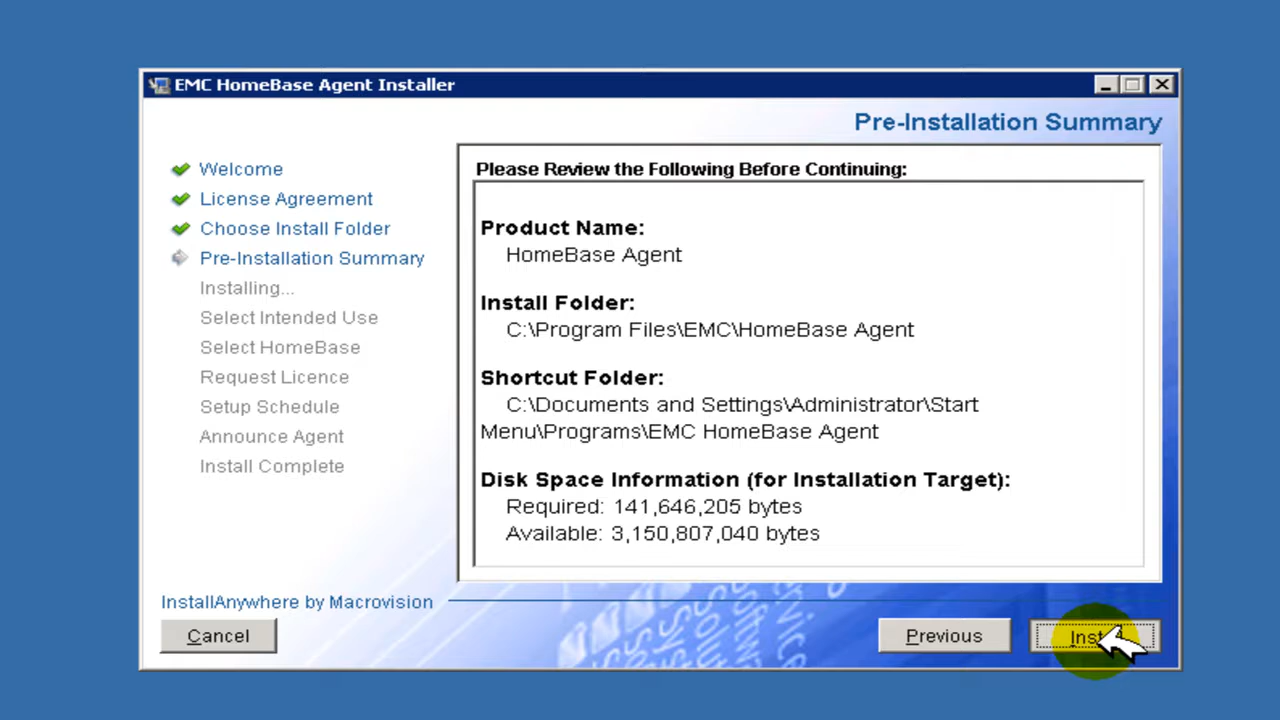 EMC HomeBase Agent Installer
Pre-Installation Summary
Welcome
License Agreement
Choose Install Folder
Pre-Installation Summary
Installing...
Select Intended Use
Select HomeBase
Request Licence
Setup Schedule
Announce Agent
Install Complete
Please Review the Following Before Continuing:
Product Name:
HomeBase Agent
Install Folder:
C:\Program Files\EMC\HomeBase Agent
Shortcut Folder:
C:\Documents and Settings\Administrator\Start
Menu\Programs\EMC HomeBase Agent
Disk Space Information (for Installation Target):
Required: 141,646,205 bytes
Available: 3,150,807,040 bytes
InstallAnywhere by Macrovision
Cancel
Previous
Install